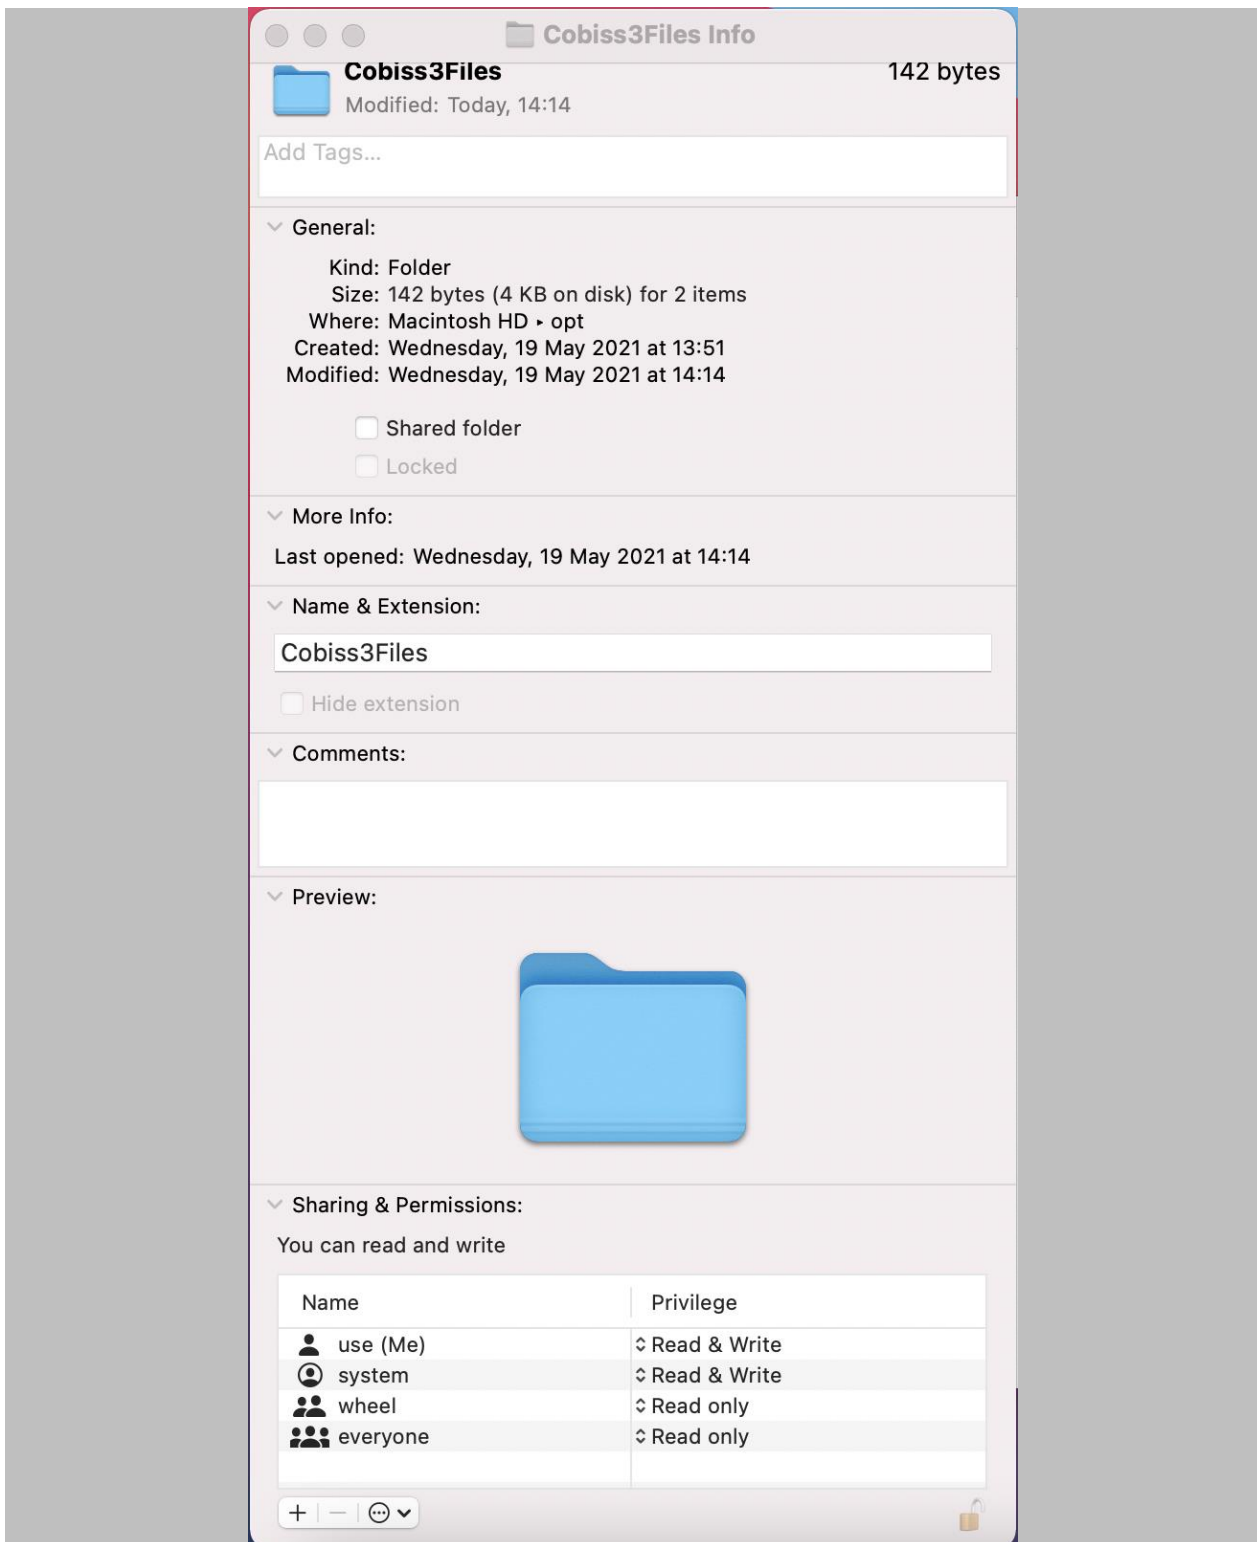 Cobiss3Files Info
Cobiss3Files 142 bytes
Modified: Today, 14:14
Add Tags...
General:
Kind: Folder
Size: 142 bytes (4 KB on disk) for 2 items
Where: Macintosh HD ▸ opt
Created: Wednesday, 19 May 2021 at 13:51
Modified: Wednesday, 19 May 2021 at 14:14
Shared folder
Locked
More Info:
Last opened: Wednesday, 19 May 2021 at 14:14
Name & Extension:
Cobiss3Files
Hide extension
Comments:
Preview:
Sharing & Permissions:
You can read and write
Name Privilege
use (Me) Read & Write
system Read & Write
wheel Read only
everyone Read only